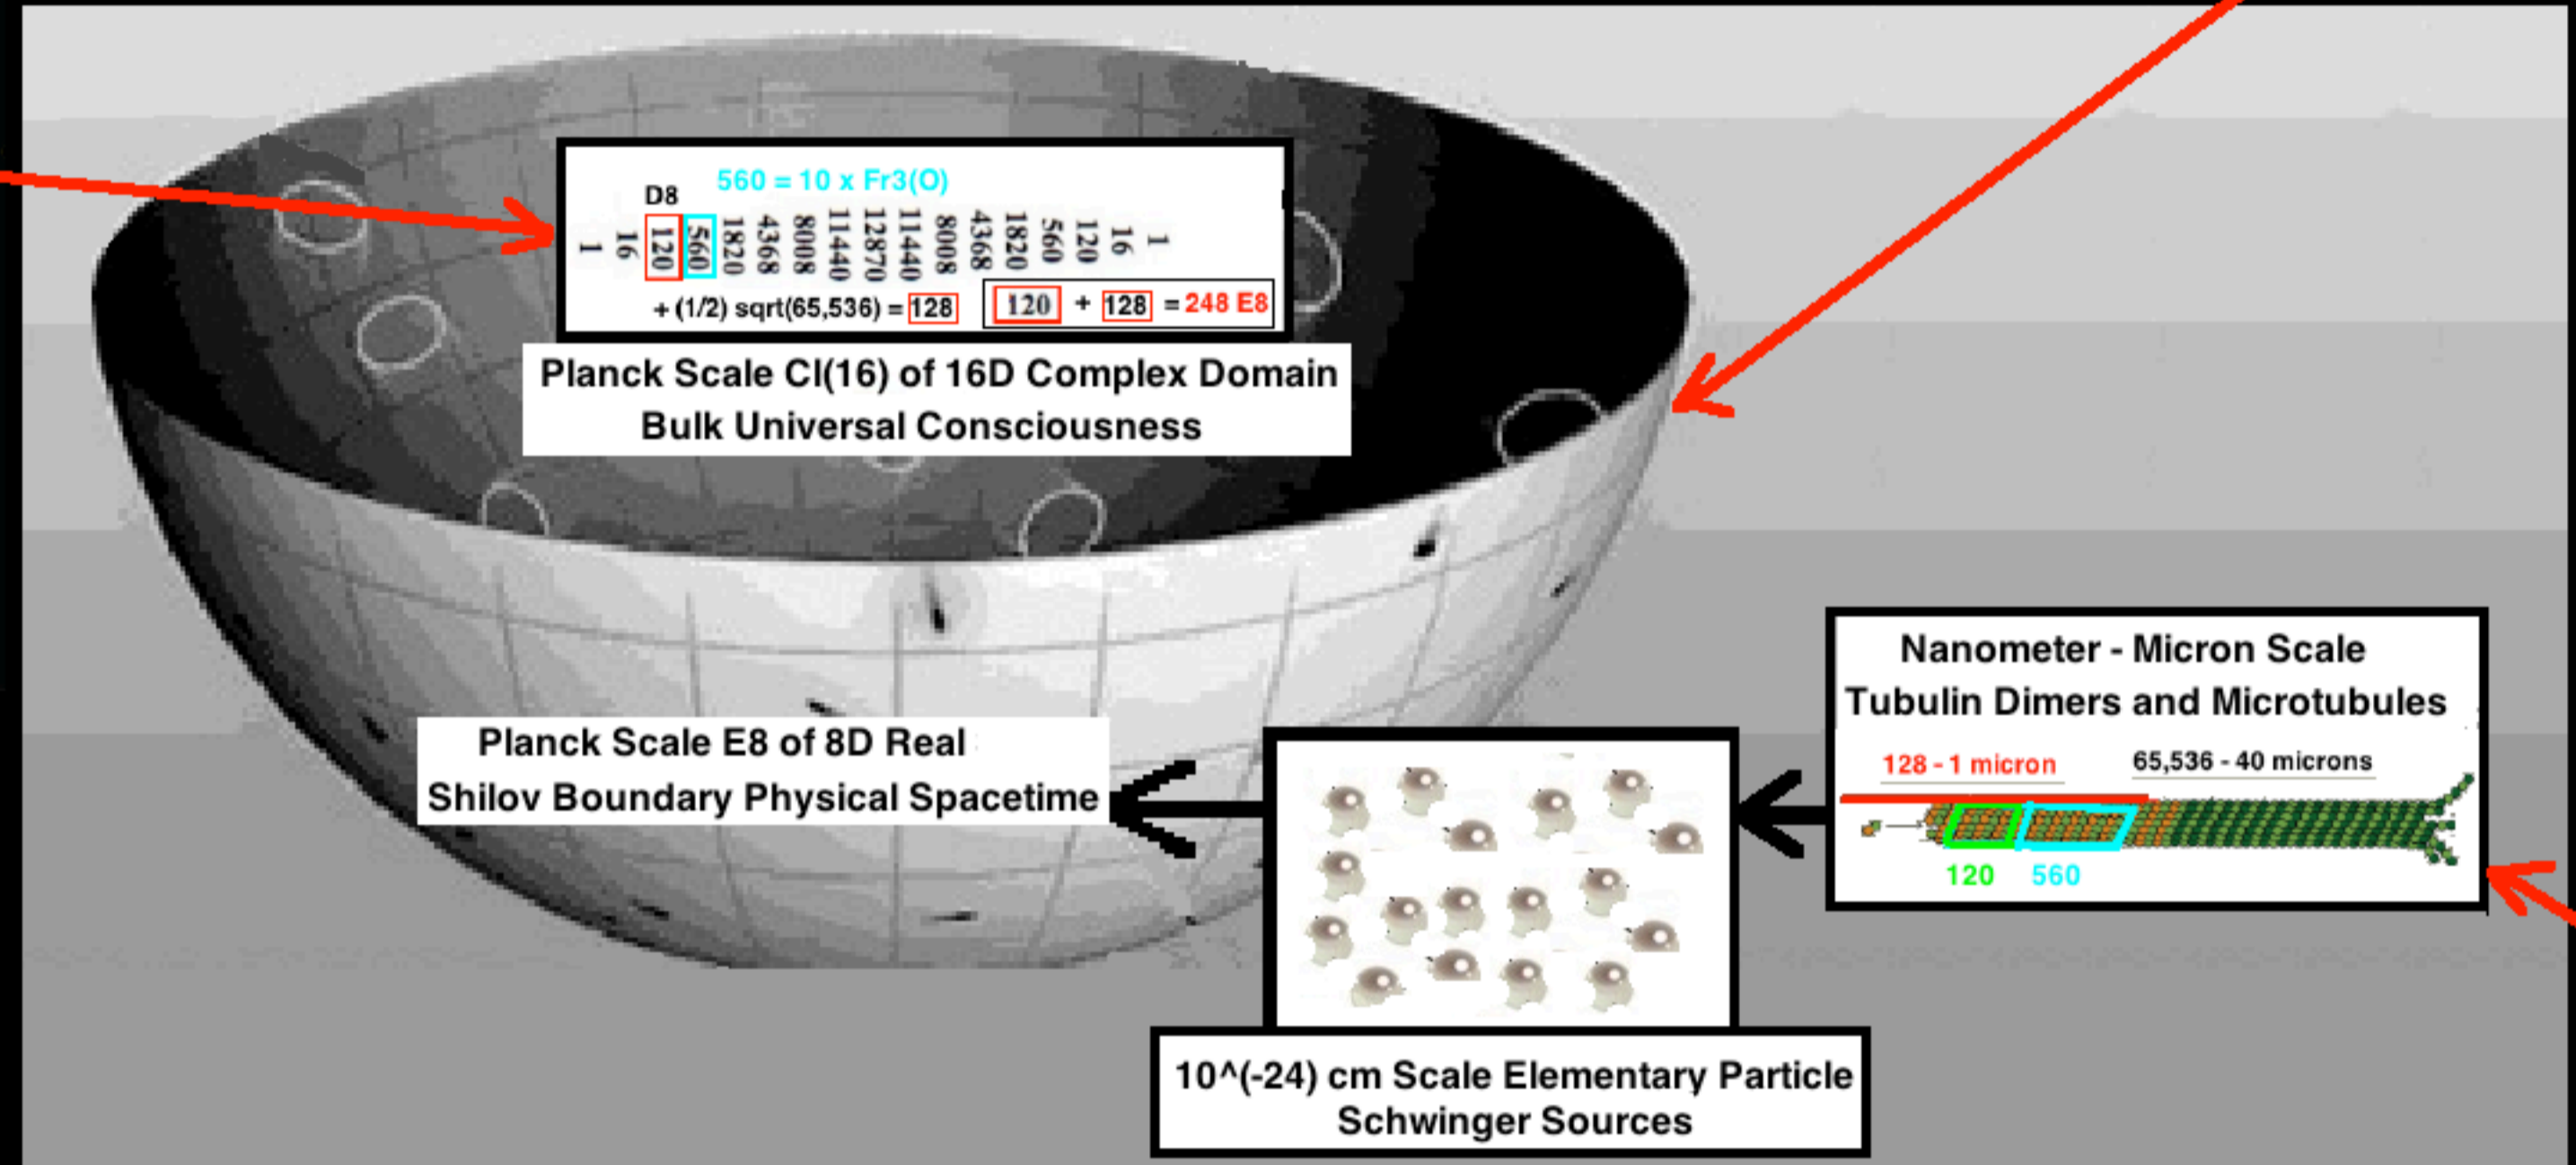 560 = 10 x Fr3(O)
D8
1 16 120 560 1820 4368 8008 11440 12870 11440 8008 4368 1820 560 120 16 1
+ (1/2) sqrt(65,536) = 128 120 + 128 = 248 E8
Planck Scale Cl(16) of 16D Complex Domain
Bulk Universal Consciousness
Planck Scale E8 of 8D Real
Shilov Boundary Physical Spacetime
Nanometer - Micron Scale
Tubulin Dimers and Microtubules
128 - 1 micron 65,536 - 40 microns
120 560
10^(-24) cm Scale Elementary Particle
Schwinger Sources